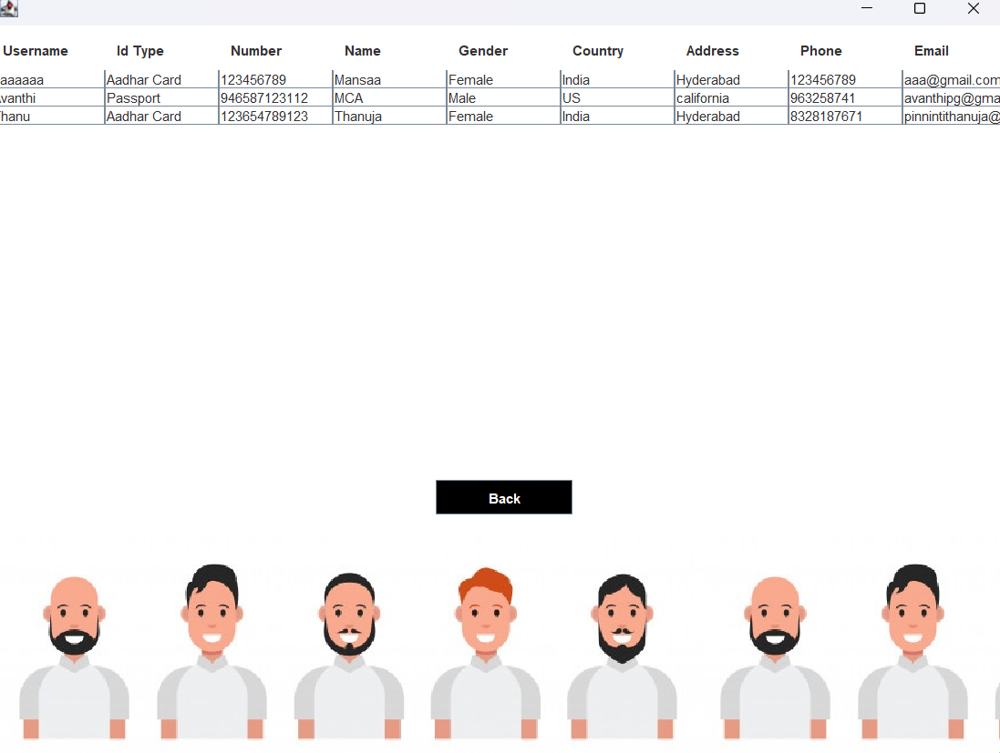 Username Id Type Number Name Gender Country Address Phone Email
aaaaaa Aadhar Card 123456789 Mansaa Female India Hyderabad 123456789 aaa@gmail.com
vanthi Passport 946587123112 MCA Male US california 963258741 avanthipg@gma
hanu Aadhar Card 123654789123 Thanuja Female India Hyderabad 8328187671 pinnintithanuja@
Back